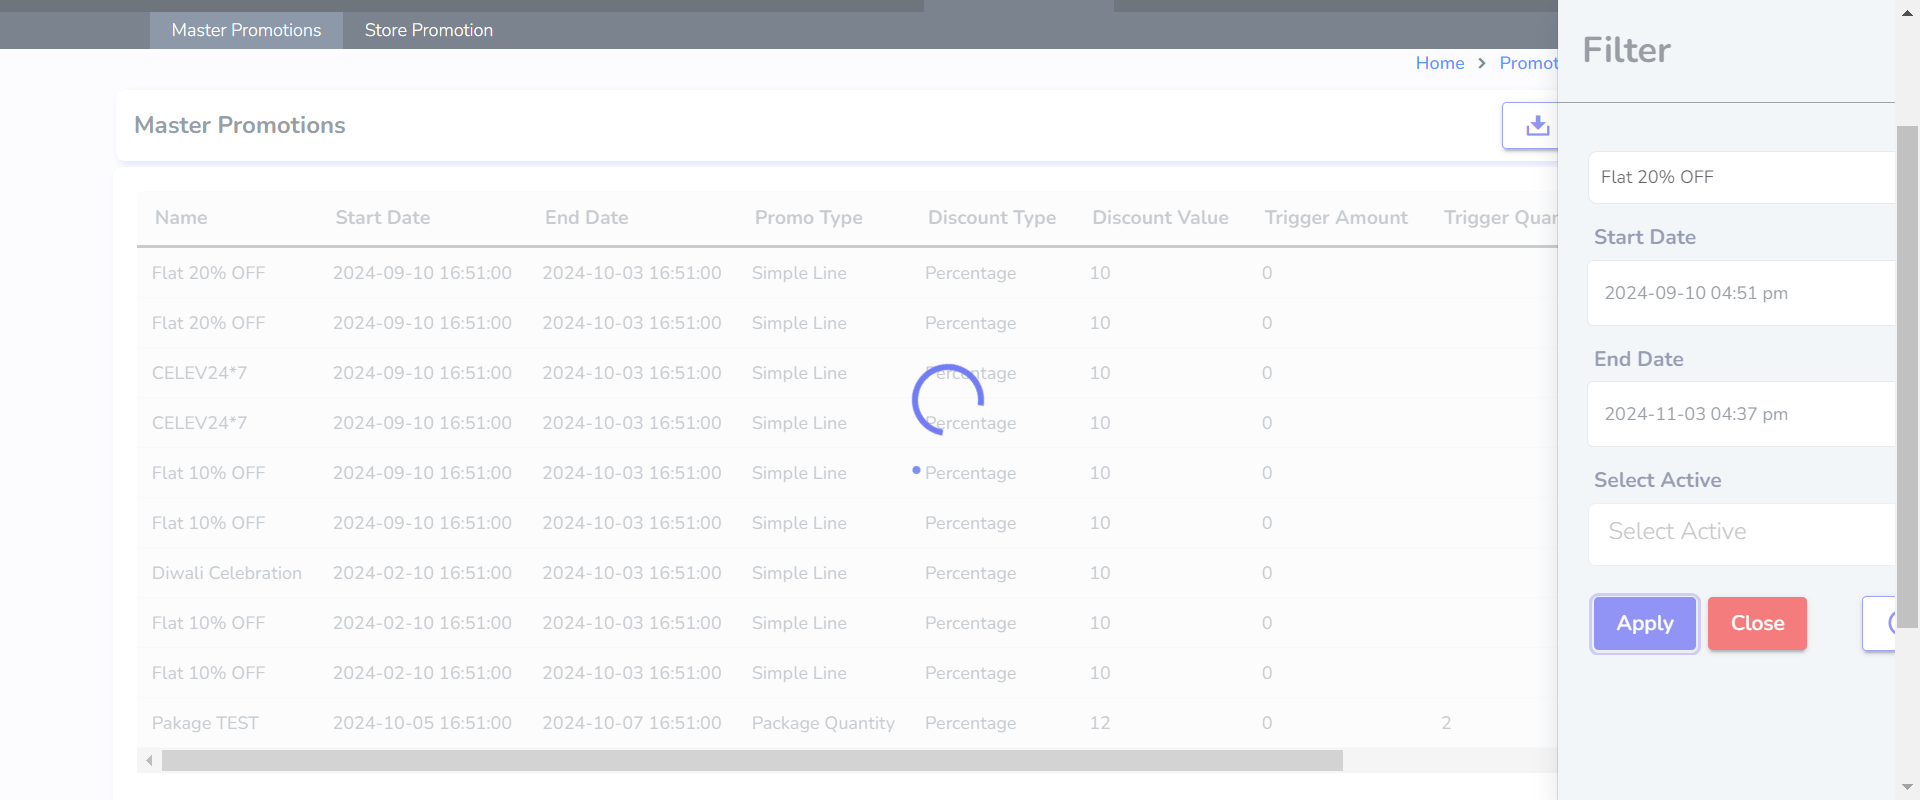 Master Promotions Store Promotion
Home > Promot
Filter
Master Promotions
Flat 20% OFF
Start Date
2024-09-10 04:51 pm
End Date
2024-11-03 04:37 pm
Select Active
Select Active
Apply Close
Name Start Date End Date Promo Type Discount Type Discount Value Trigger Amount Trigger Quan
Flat 20% OFF 2024-09-10 16:51:00 2024-10-03 16:51:00 Simple Line Percentage 10 0
Flat 20% OFF 2024-09-10 16:51:00 2024-10-03 16:51:00 Simple Line Percentage 10 0
CELEV24*7 2024-09-10 16:51:00 2024-10-03 16:51:00 Simple Line Percentage 10 0
CELEV24*7 2024-09-10 16:51:00 2024-10-03 16:51:00 Simple Line Percentage 10 0
Flat 10% OFF 2024-09-10 16:51:00 2024-10-03 16:51:00 Simple Line Percentage 10 0
Flat 10% OFF 2024-09-10 16:51:00 2024-10-03 16:51:00 Simple Line Percentage 10 0
Diwali Celebration 2024-02-10 16:51:00 2024-10-03 16:51:00 Simple Line Percentage 10 0
Flat 10% OFF 2024-02-10 16:51:00 2024-10-03 16:51:00 Simple Line Percentage 10 0
Flat 10% OFF 2024-02-10 16:51:00 2024-10-03 16:51:00 Simple Line Percentage 10 0
Pakage TEST 2024-10-05 16:51:00 2024-10-07 16:51:00 Package Quantity Percentage 12 0 2